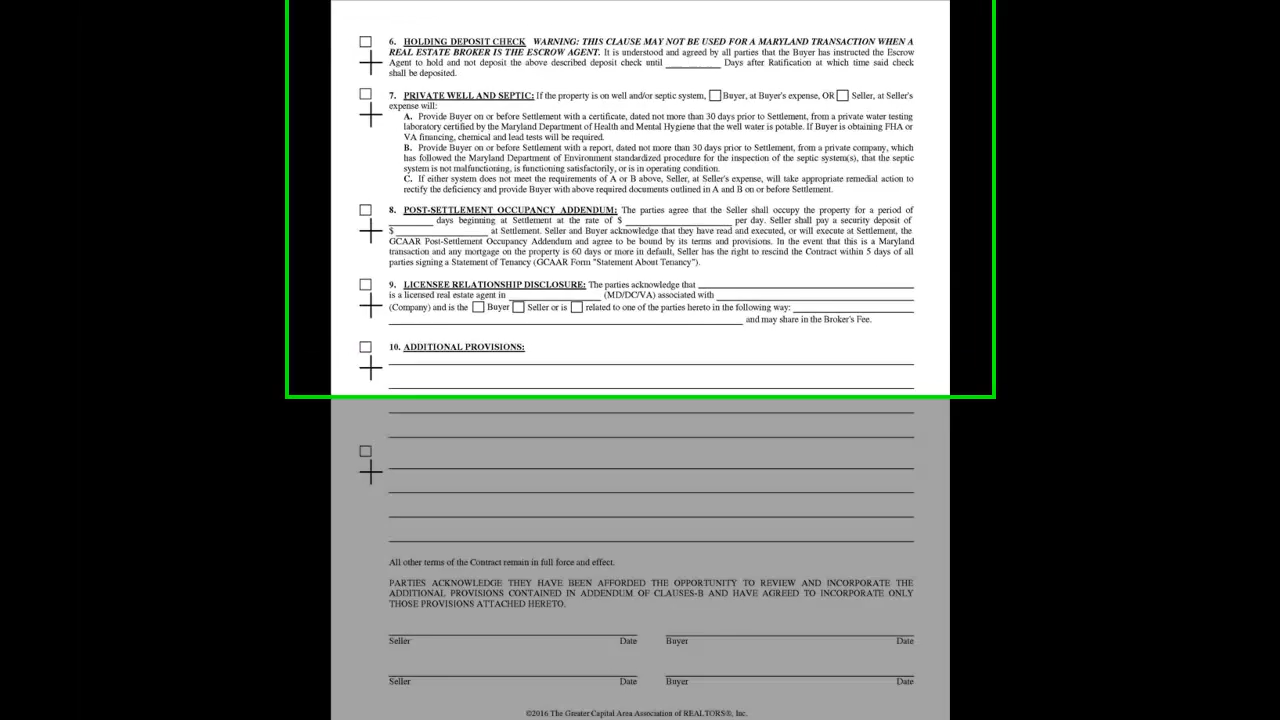 6. HOLDING DEPOSIT CHECK WARNING: THIS CLAUSE MAY NOT BE USED FOR A MARYLAND TRANSACTION WHEN A
REAL ESTATE BROKER IS THE ESCROW AGENT. It is understood and agreed by all parties that the Buyer has instructed the Escrow
Agent to hold and not deposit the above described deposit check until ___________ Days after Ratification at which time said check
shall be deposited.
7. PRIVATE WELL AND SEPTIC: If the property is on well and/or septic system, Buyer, at Buyer's expense, OR Seller, at Seller's
expense will:
A. Provide Buyer on or before Settlement with a certificate, dated not more than 30 days prior to Settlement, from a private water testing
laboratory certified by the Maryland Department of Health and Mental Hygiene that the well water is potable. If Buyer is obtaining FHA or
VA financing, chemical and lead tests will be required.
B. Provide Buyer on or before Settlement with a report, dated not more than 30 days prior to Settlement, from a private company, which
has followed the Maryland Department of Environment standardized procedure for the inspection of the septic system(s), that the septic
system is not malfunctioning, is functioning satisfactorily, or is in operating condition.
C. If either system does not meet the requirements of A or B above, Seller, at Seller's expense, will take appropriate remedial action to
rectify the deficiency and provide Buyer with above required documents outlined in A and B on or before Settlement.
8. POST-SETTLEMENT OCCUPANCY ADDENDUM: The parties agree that the Seller shall occupy the property for a period of
_________ days beginning at Settlement at the rate of $ _____________________ per day. Seller shall pay a security deposit of
$ ___________________ at Settlement. Seller and Buyer acknowledge that they have read and executed, or will execute at Settlement, the
GCAAR Post-Settlement Occupancy Addendum and agree to be bound by its terms and provisions. In the event that this is a Maryland
transaction and any mortgage on the property is 60 days or more in default, Seller has the right to rescind the Contract within 5 days of all
parties signing a Statement of Tenancy (GCAAR Form "Statement About Tenancy").
9. LICENSEE RELATIONSHIP DISCLOSURE: The parties acknowledge that ___________________________________________
is a licensed real estate agent in ___________________ (MD/DC/VA) associated with ________________________________________
(Company) and is the Buyer Seller or is related to one of the parties hereto in the following way: ________________________
_______________________________________________________________________ and may share in the Broker's Fee.
10. ADDITIONAL PROVISIONS:
All other terms of the Contract remain in full force and effect.
PARTIES ACKNOWLEDGE THEY HAVE BEEN AFFORDED THE OPPORTUNITY TO REVIEW AND INCORPORATE THE
ADDITIONAL PROVISIONS CONTAINED IN ADDENDUM OF CLAUSES-B AND HAVE AGREED TO INCORPORATE ONLY
THOSE PROVISIONS ATTACHED HERETO.
Seller Date Buyer Date
Seller Date Buyer Date
©2016 The Greater Capital Area Association of REALTORS®, Inc.